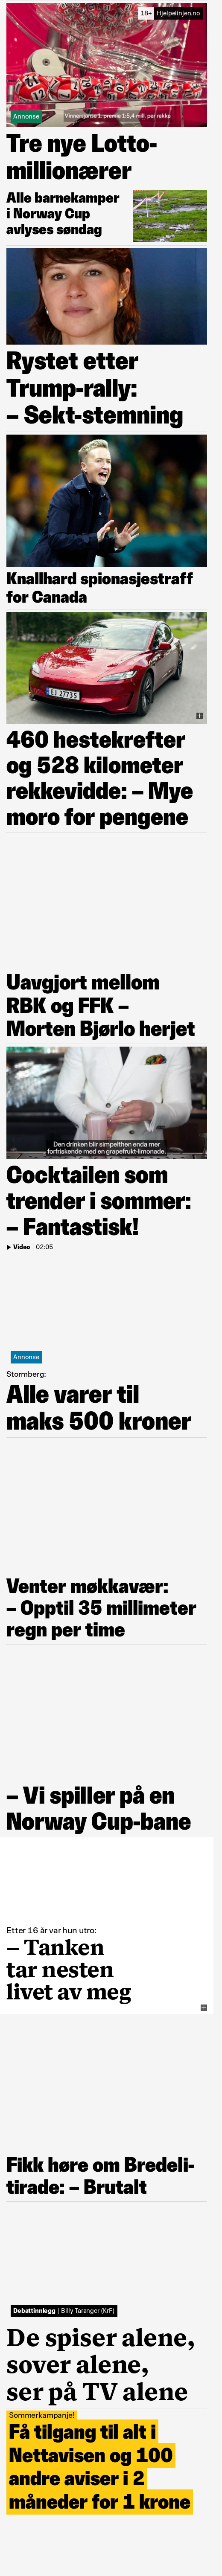 18+ Hjelpelinjen.no
Annonse
Vinnersjanse 1. premie 1:5,4 mill. per rekke
Tre nye Lotto-
millionærer
Alle barnekamper
i Norway Cup
avlyses søndag
Rystet etter
Trump-rally:
– Sekt-stemning
Knallhard spionasjestraff
for Canada
EJ 27735
460 hestekrefter
og 528 kilometer
rekkevidde: – Mye
moro for pengene
Uavgjort mellom
RBK og FFK –
Morten Bjørlo herjet
Den drinken blir simpelthen enda mer
forfriskende med en grapefrukt-limonade.
Cocktailen som
trender i sommer:
– Fantastisk!
Video | 02:05
Annonse
Stormberg:
Alle varer til
maks 500 kroner
Venter møkkavær:
– Opptil 35 millimeter
regn per time
– Vi spiller på en
Norway Cup-bane
Etter 16 år var hun utro:
– Tanken
tar nesten
livet av meg
Fikk høre om Bredeli-
tirade: – Brutalt
Debattinnlegg | Billy Taranger (KrF)
De spiser alene,
sover alene,
ser på TV alene
Sommerkampanje!
Få tilgang til alt i
Nettavisen og 100
andre aviser i 2
måneder for 1 krone